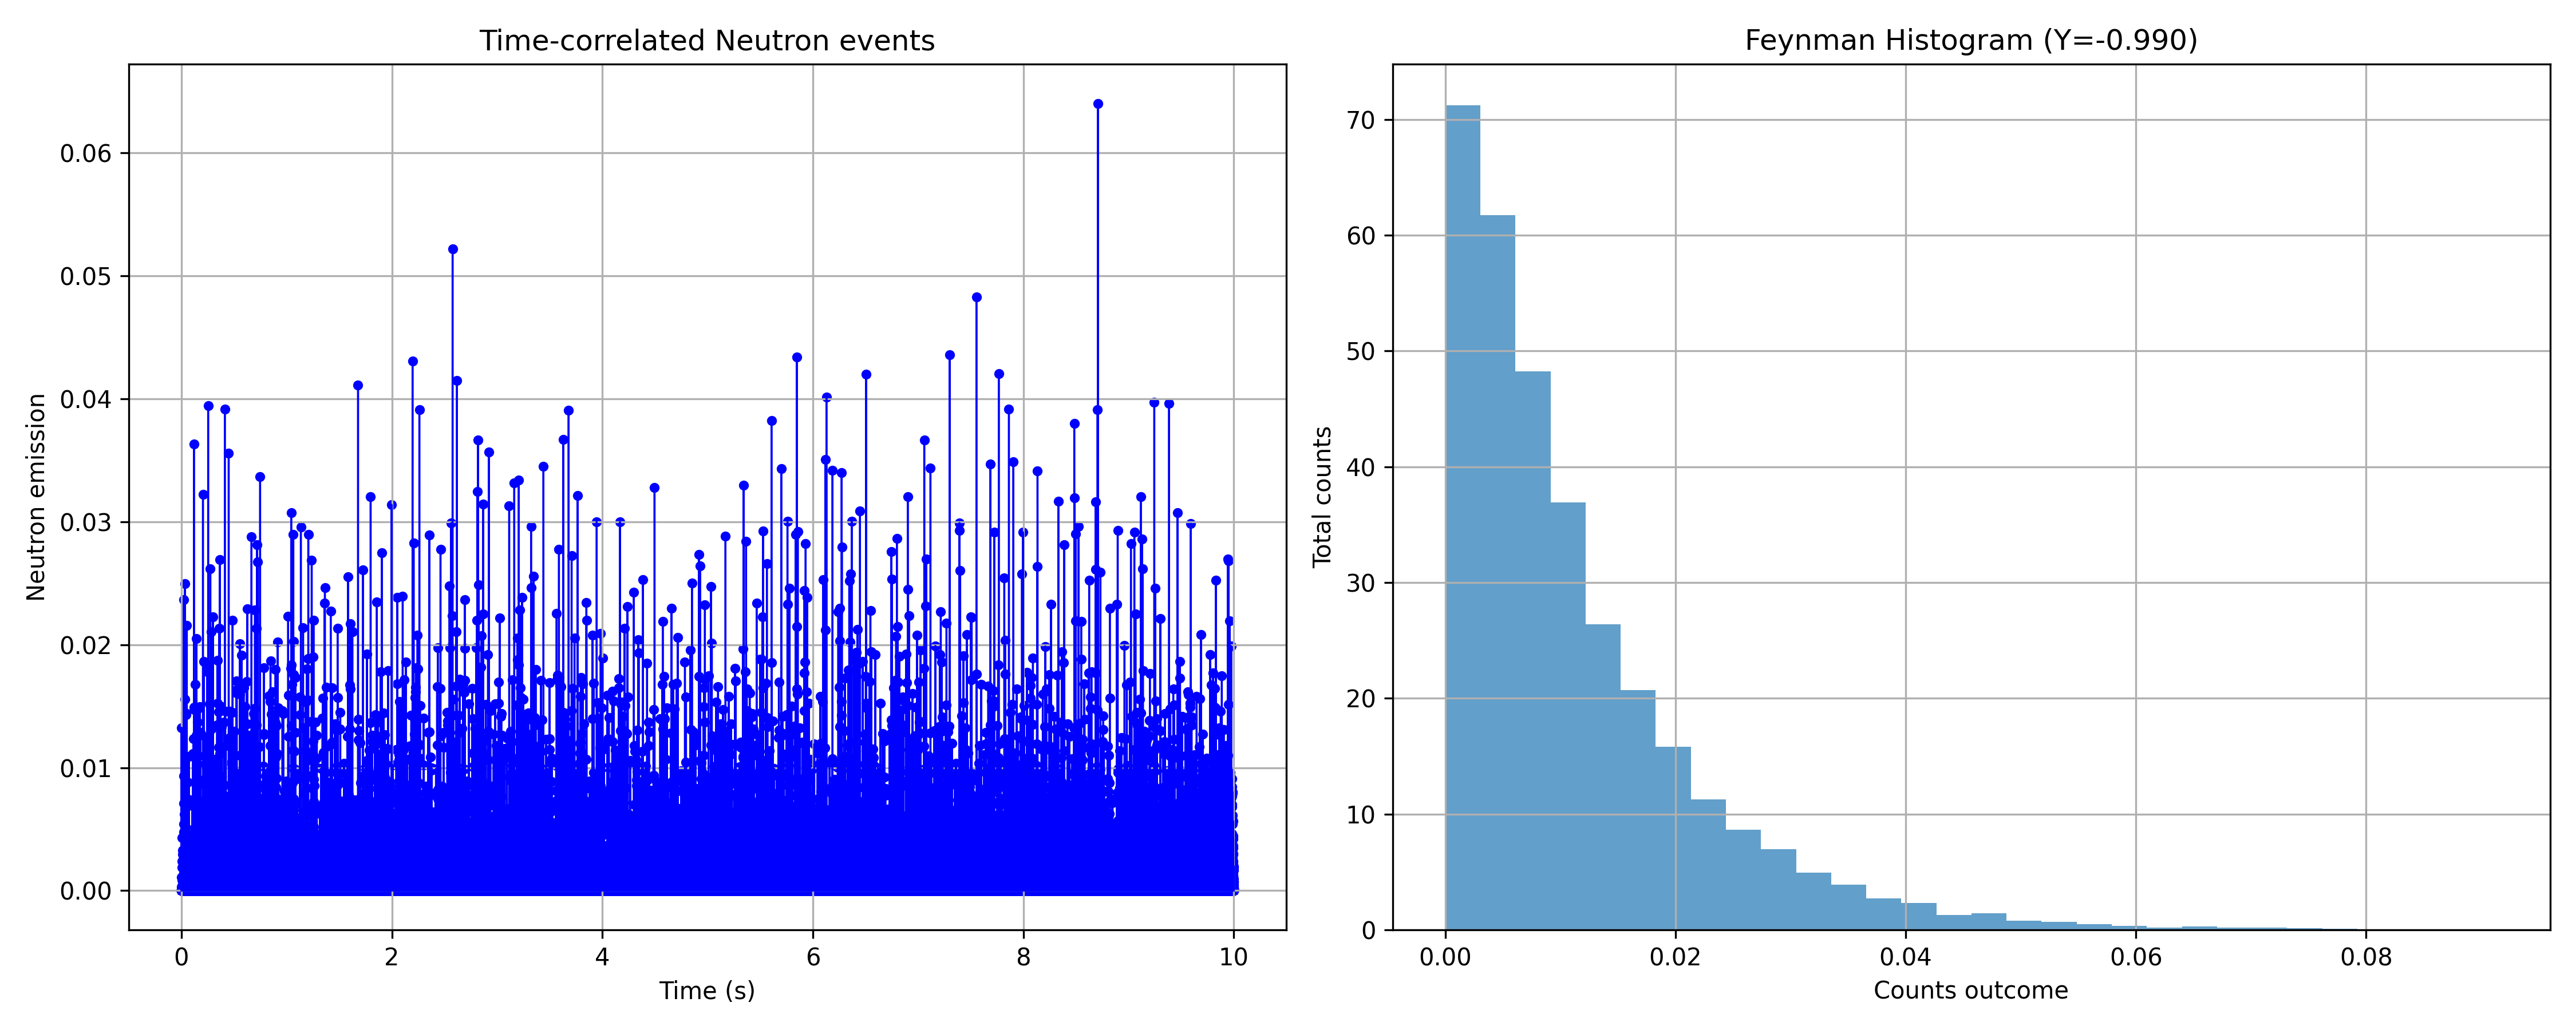 Time-correlated Neutron events
Neutron emission
0.06
0.05
0.04
0.03
0.02
0.01
0.00
0 2 4 6 8 10
Time (s)
Feynman Histogram (Y=-0.990)
Total counts
70
60
50
40
30
20
10
0
0.00 0.02 0.04 0.06 0.08
Counts outcome